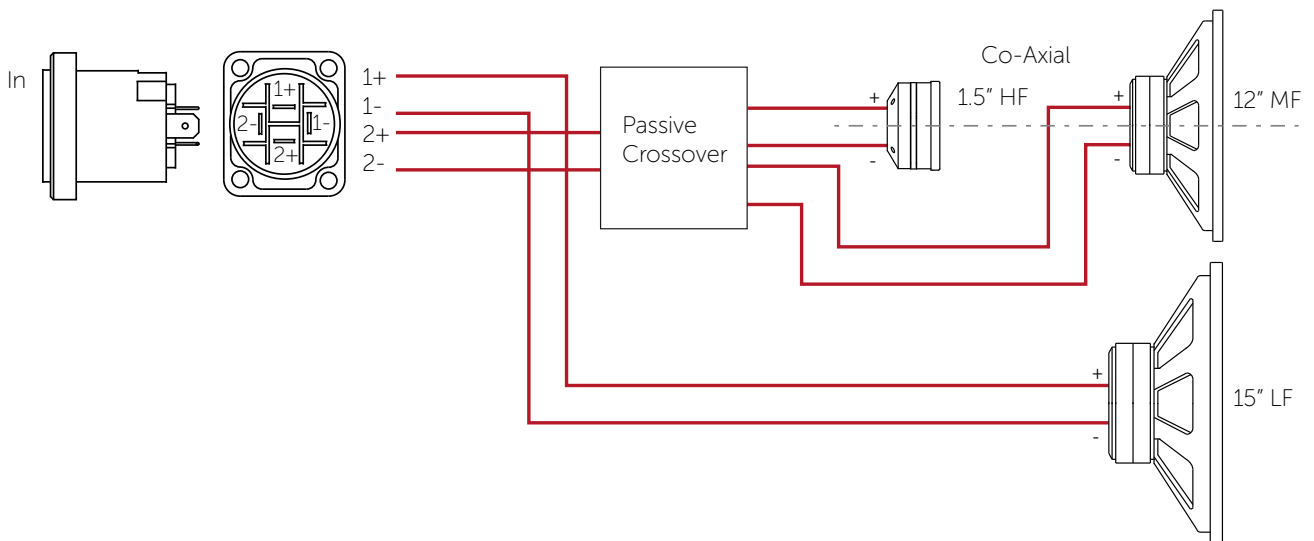 In
1+
2-
1-
2+
1+
1-
2+
2-
Passive
Crossover
+
-
Co-Axial
1.5” HF
+
-
12” MF
+
-
15” LF